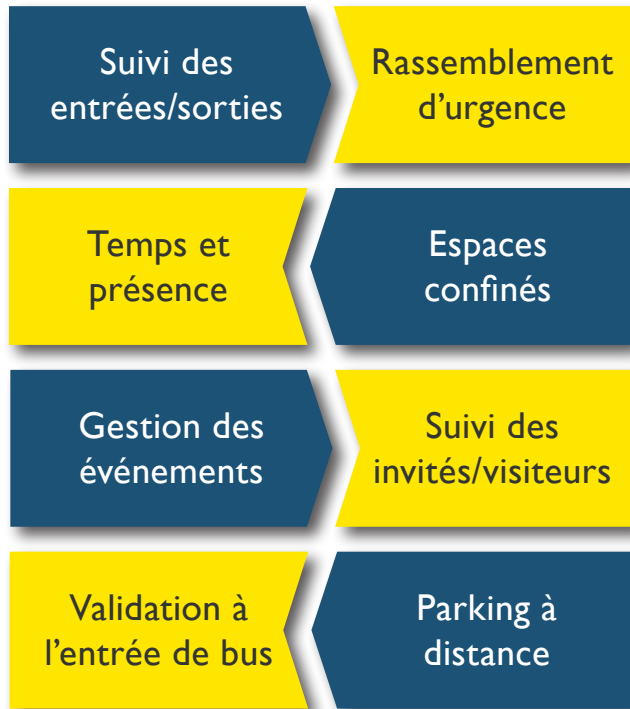 Suivi des
entrées/sorties
Rassemblement
d’urgence
Temps et
présence
Espaces
confinés
Gestion des
événements
Suivi des
invités/visiteurs
Validation à
l’entrée de bus
Parking à
distance